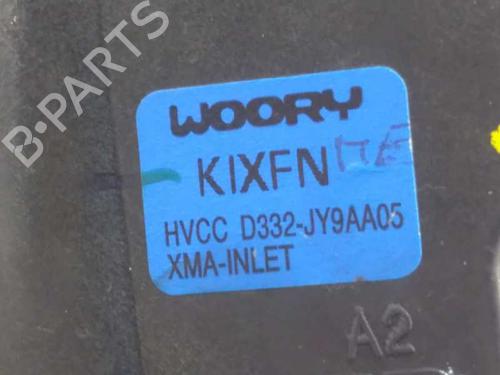 B-PARTS
WOORY
KIXFN
HVCC D332-JY9AA05
XMA-INLET
A2